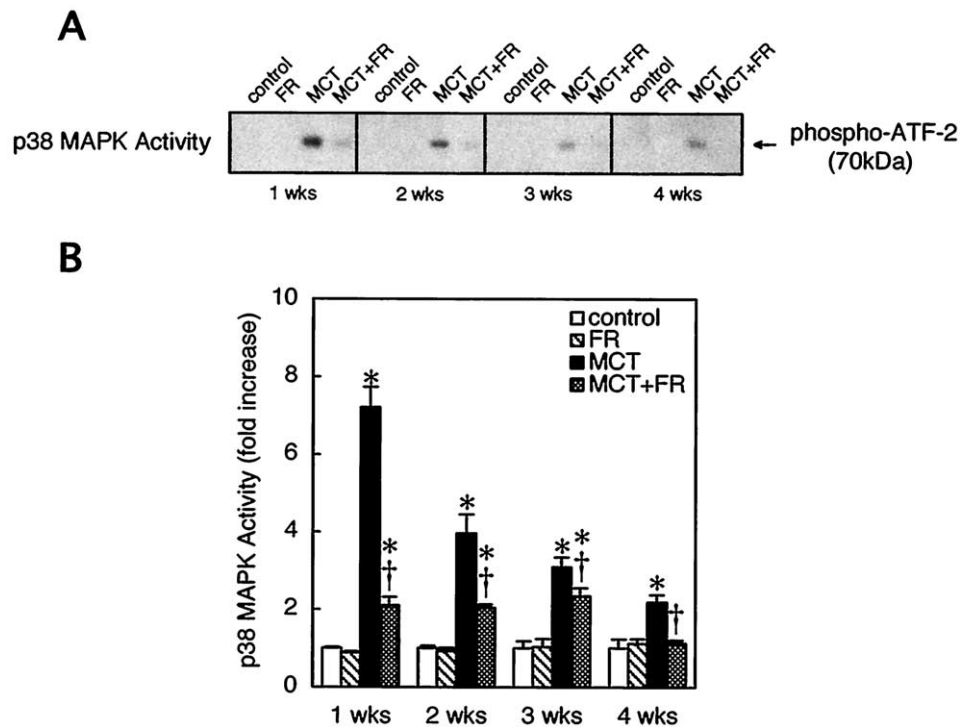 A
control FR MCT MCT+FR control FR MCT MCT+FR control FR MCT MCT+FR control FR MCT MCT+FR
p38 MAPK Activity ← phospho-ATF-2
(70kDa)
1 wks 2 wks 3 wks 4 wks
B
p38 MAPK Activity (fold increase)
10
8
6
4
2
0
control
FR
MCT
MCT+FR
* * † * * † * * † * †
1 wks 2 wks 3 wks 4 wks